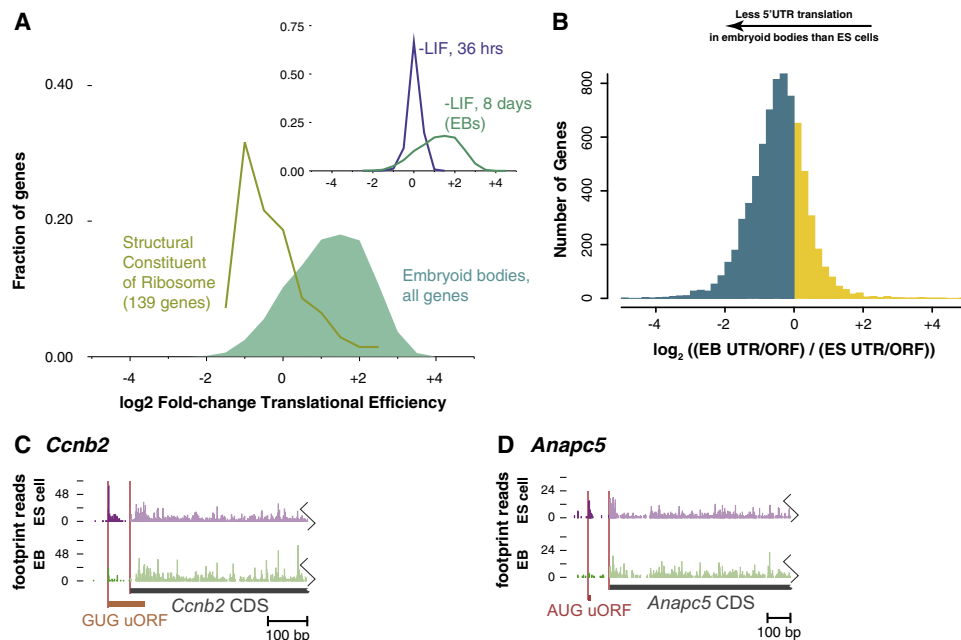 A
Fraction of genes
0.40
0.20
0.00
-4
-2
0
+2
+4
log2 Fold-change Translational Efficiency
Structural
Constituent
of Ribosome
(139 genes)
Embryoid bodies,
all genes
0.75
0.50
0.25
0.00
-4
-2
0
+2
+4
-LIF, 36 hrs
-LIF, 8 days
(EBs)
B
Less 5'UTR translation
in embryoid bodies than ES cells
Number of Genes
800
600
400
200
0
-4
-2
0
+2
+4
log2 ((EB UTR/ORF) / (ES UTR/ORF))
C Ccnb2
footprint reads
ES cell
48
0
EB
48
0
Ccnb2 CDS
GUG uORF
100 bp
D Anapc5
footprint reads
ES cell
24
0
EB
24
0
Anapc5 CDS
AUG uORF
100 bp